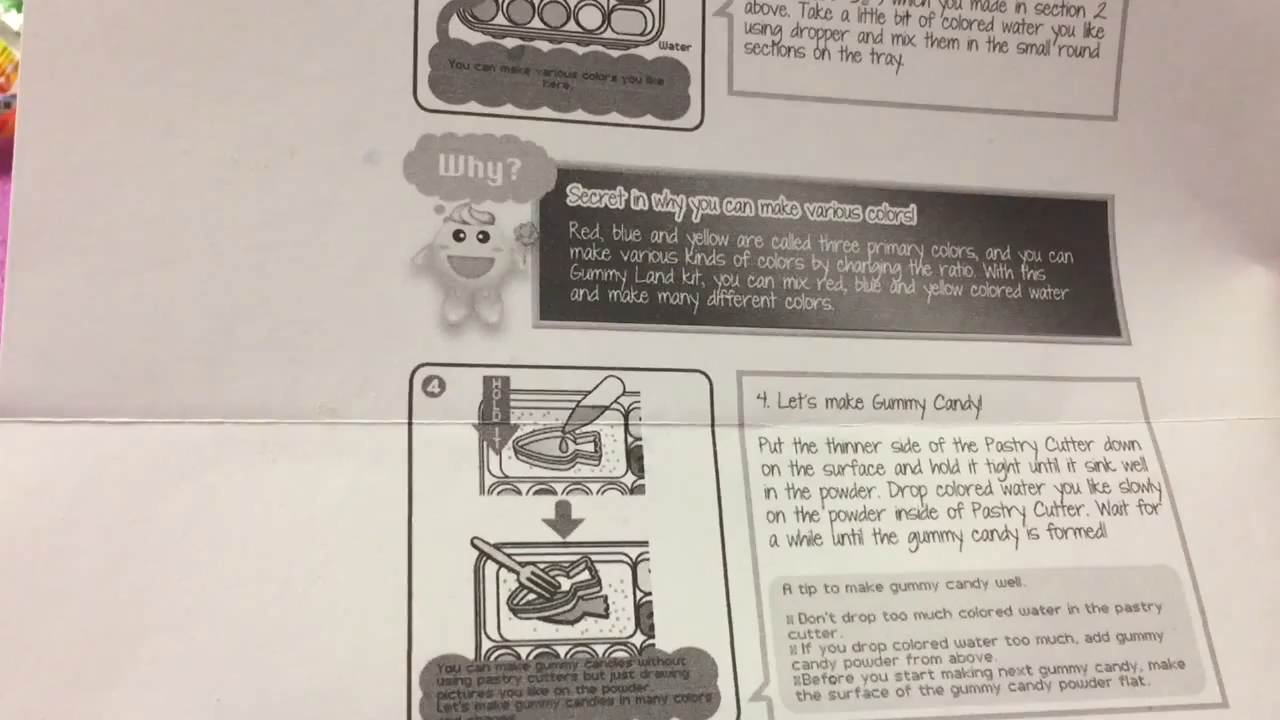 which you made in section 2
above. Take a little bit of colored water you like
using dropper and mix them in the small round
sections on the tray.
Water
You can make various colors you like
here.
Why?
Secret in why you can make various colors!
Red, blue and yellow are called three primary colors, and you can
make various kinds of colors by changing the ratio. With this
Gummy Land kit, you can mix red, blue and yellow colored water
and make many different colors.
4
HOLD IT
4. Let's make Gummy Candy!
Put the thinner side of the Pastry Cutter down
on the surface and hold it tight until it sink well
in the powder. Drop colored water you like slowly
on the powder inside of Pastry Cutter. Wait for
a while until the gummy candy is formed!
A tip to make gummy candy well.
※Don't drop too much colored water in the pastry
cutter.
※If you drop colored water too much, add gummy
candy powder from above.
※Before you start making next gummy candy, make
the surface of the gummy candy powder flat.
You can make gummy candies without
using pastry cutters but just drawing
pictures you like on the powder.
Let's make gummy candies in many colors